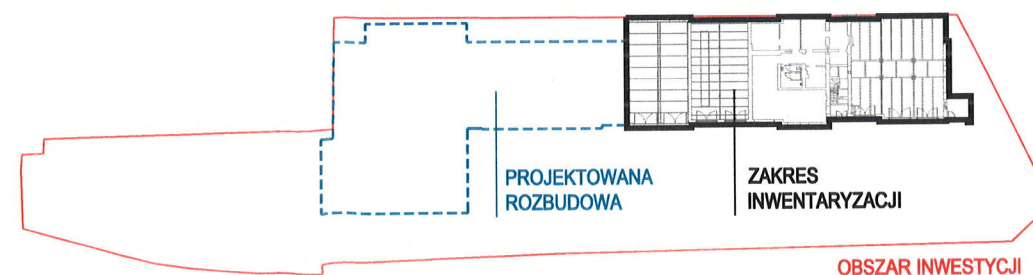 PROJEKTOWANA
ROZBUDOWA
ZAKRES
INWENTARYZACJI
OBSZAR INWESTYCJI